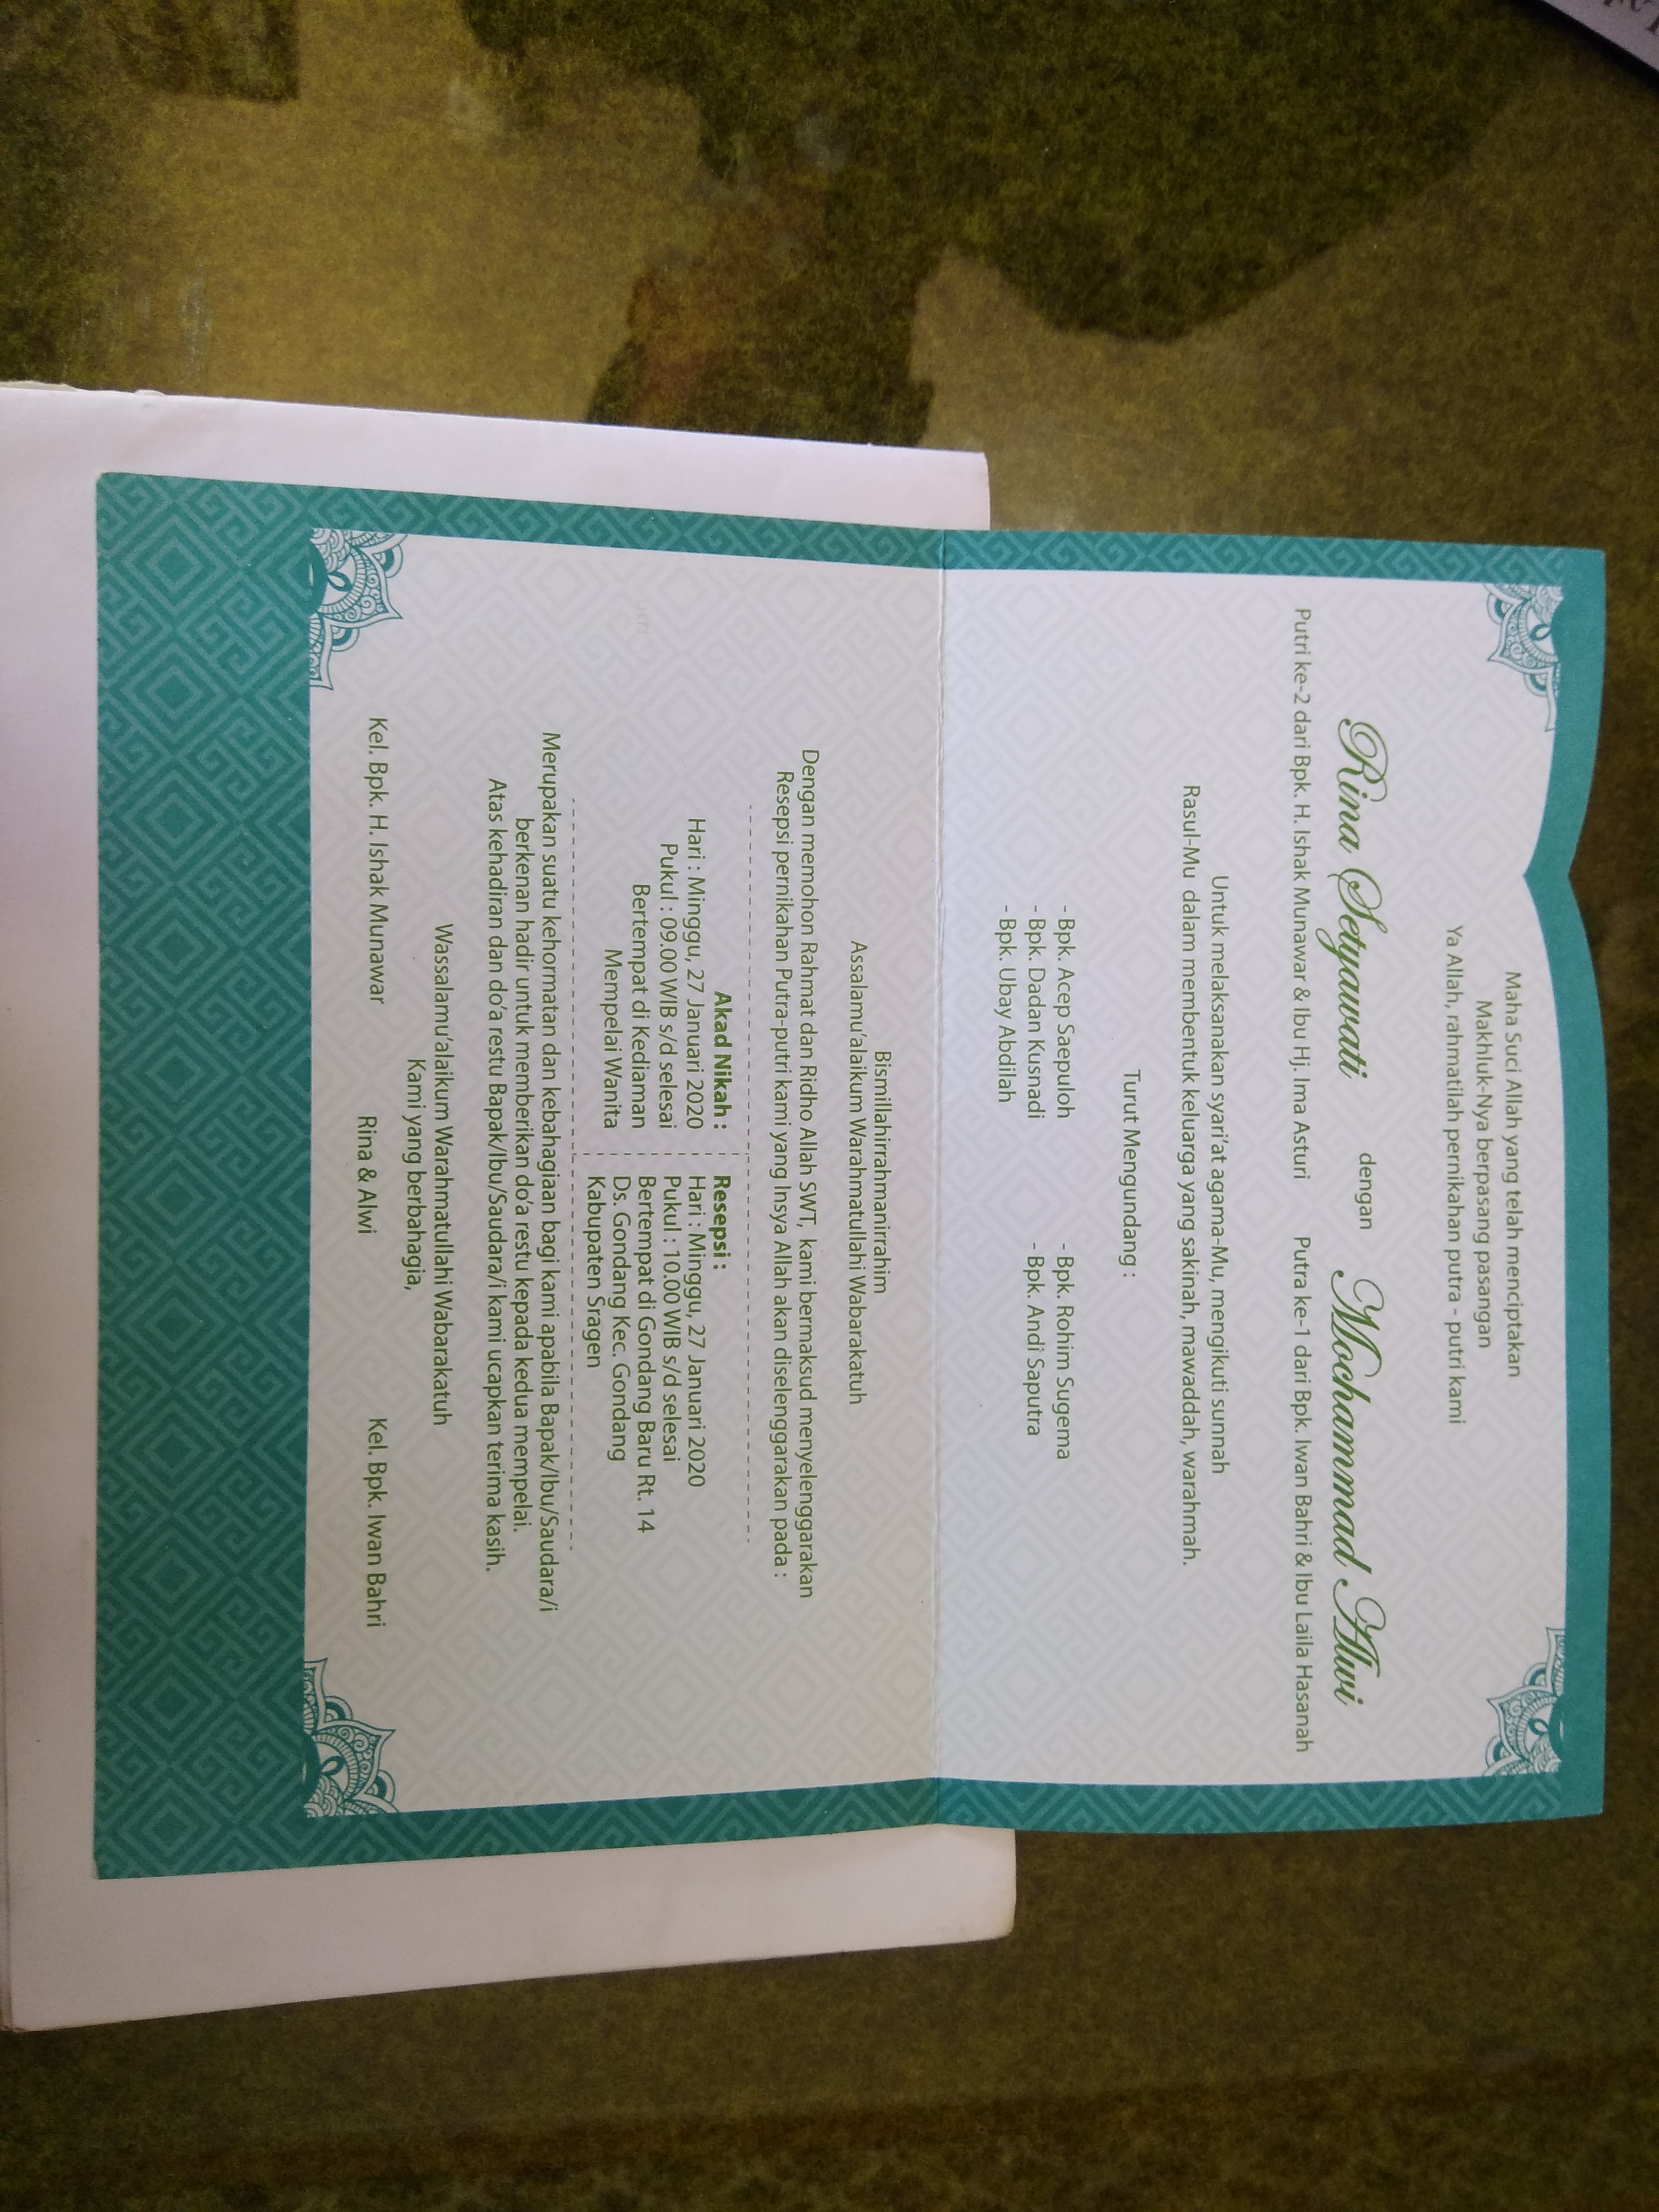 Maha Suci Allah yang telah menciptakan
Makhluk-Nya berpasang pasangan
Ya Allah, rahmatilah pernikahan putra - putri kami
Rina Setyawati dengan Mochammad Alwi
Putri ke-2 dari Bpk. H. Ishak Munawar & Ibu Hj. Ima Asturi
Putra ke-1 dari Bpk. Iwan Bahri & Ibu Laila Hasanah
Untuk melaksanakan syari'at agama-Mu, mengikuti sunnah
Rasul-Mu dalam membentuk keluarga yang sakinah, mawaddah, warahmah.
Turut Mengundang :
- Bpk. Acep Saepuloh
- Bpk. Dadan Kusnadi
- Bpk. Ubay Abdilah
- Bpk. Rohim Sugema
- Bpk. Andi Saputra
Bismillahirrahmanirrahim
Assalamu'alaikum Warahmatullahi Wabarakatuh
Dengan memohon Rahmat dan Ridho Allah SWT, kami bermaksud menyelenggarakan
Resepsi pernikahan Putra-putri kami yang Insya Allah akan diselenggarakan pada :
Akad Nikah :
Hari : Minggu, 27 Januari 2020
Pukul : 09.00 WIB s/d selesai
Bertempat di Kediaman
Mempelai Wanita
Resepsi :
Hari : Minggu, 27 Januari 2020
Pukul : 10.00 WIB s/d selesai
Bertempat di Gondang Baru Rt. 14
Ds. Gondang Kec. Gondang
Kabupaten Sragen
Merupakan suatu kehormatan dan kebahagiaan bagi kami apabila Bapak/Ibu/Saudara/i
berkenan hadir untuk memberikan do'a restu kepada kedua mempelai.
Atas kehadiran dan do'a restu Bapak/Ibu/Saudara/i kami ucapkan terima kasih.
Wassalamu'alaikum Warahmatullahi Wabarakatuh
Kami yang berbahagia,
Kel. Bpk. H. Ishak Munawar
Rina & Alwi
Kel. Bpk. Iwan Bahri